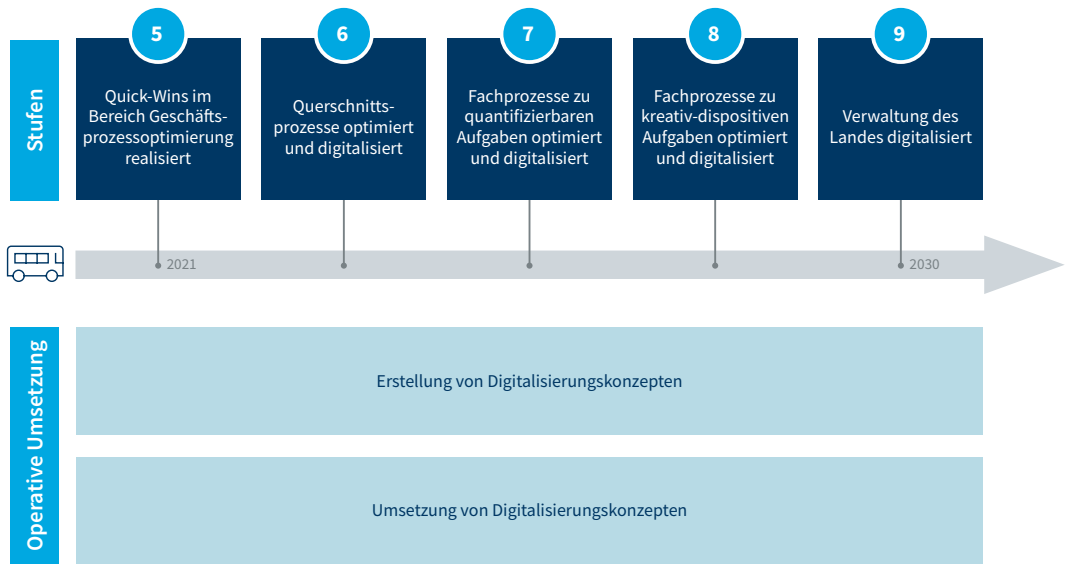 Stufen
5
Quick-Wins im
Bereich Geschäfts-
prozessoptimierung
realisiert
6
Querschnitts-
prozesse optimiert
und digitalisiert
7
Fachprozesse zu
quantifizierbaren
Aufgaben optimiert
und digitalisiert
8
Fachprozesse zu
kreativ-dispositiven
Aufgaben optimiert
und digitalisiert
9
Verwaltung des
Landes digitalisiert
2021
2030
Operative Umsetzung
Erstellung von Digitalisierungskonzepten
Umsetzung von Digitalisierungskonzepten